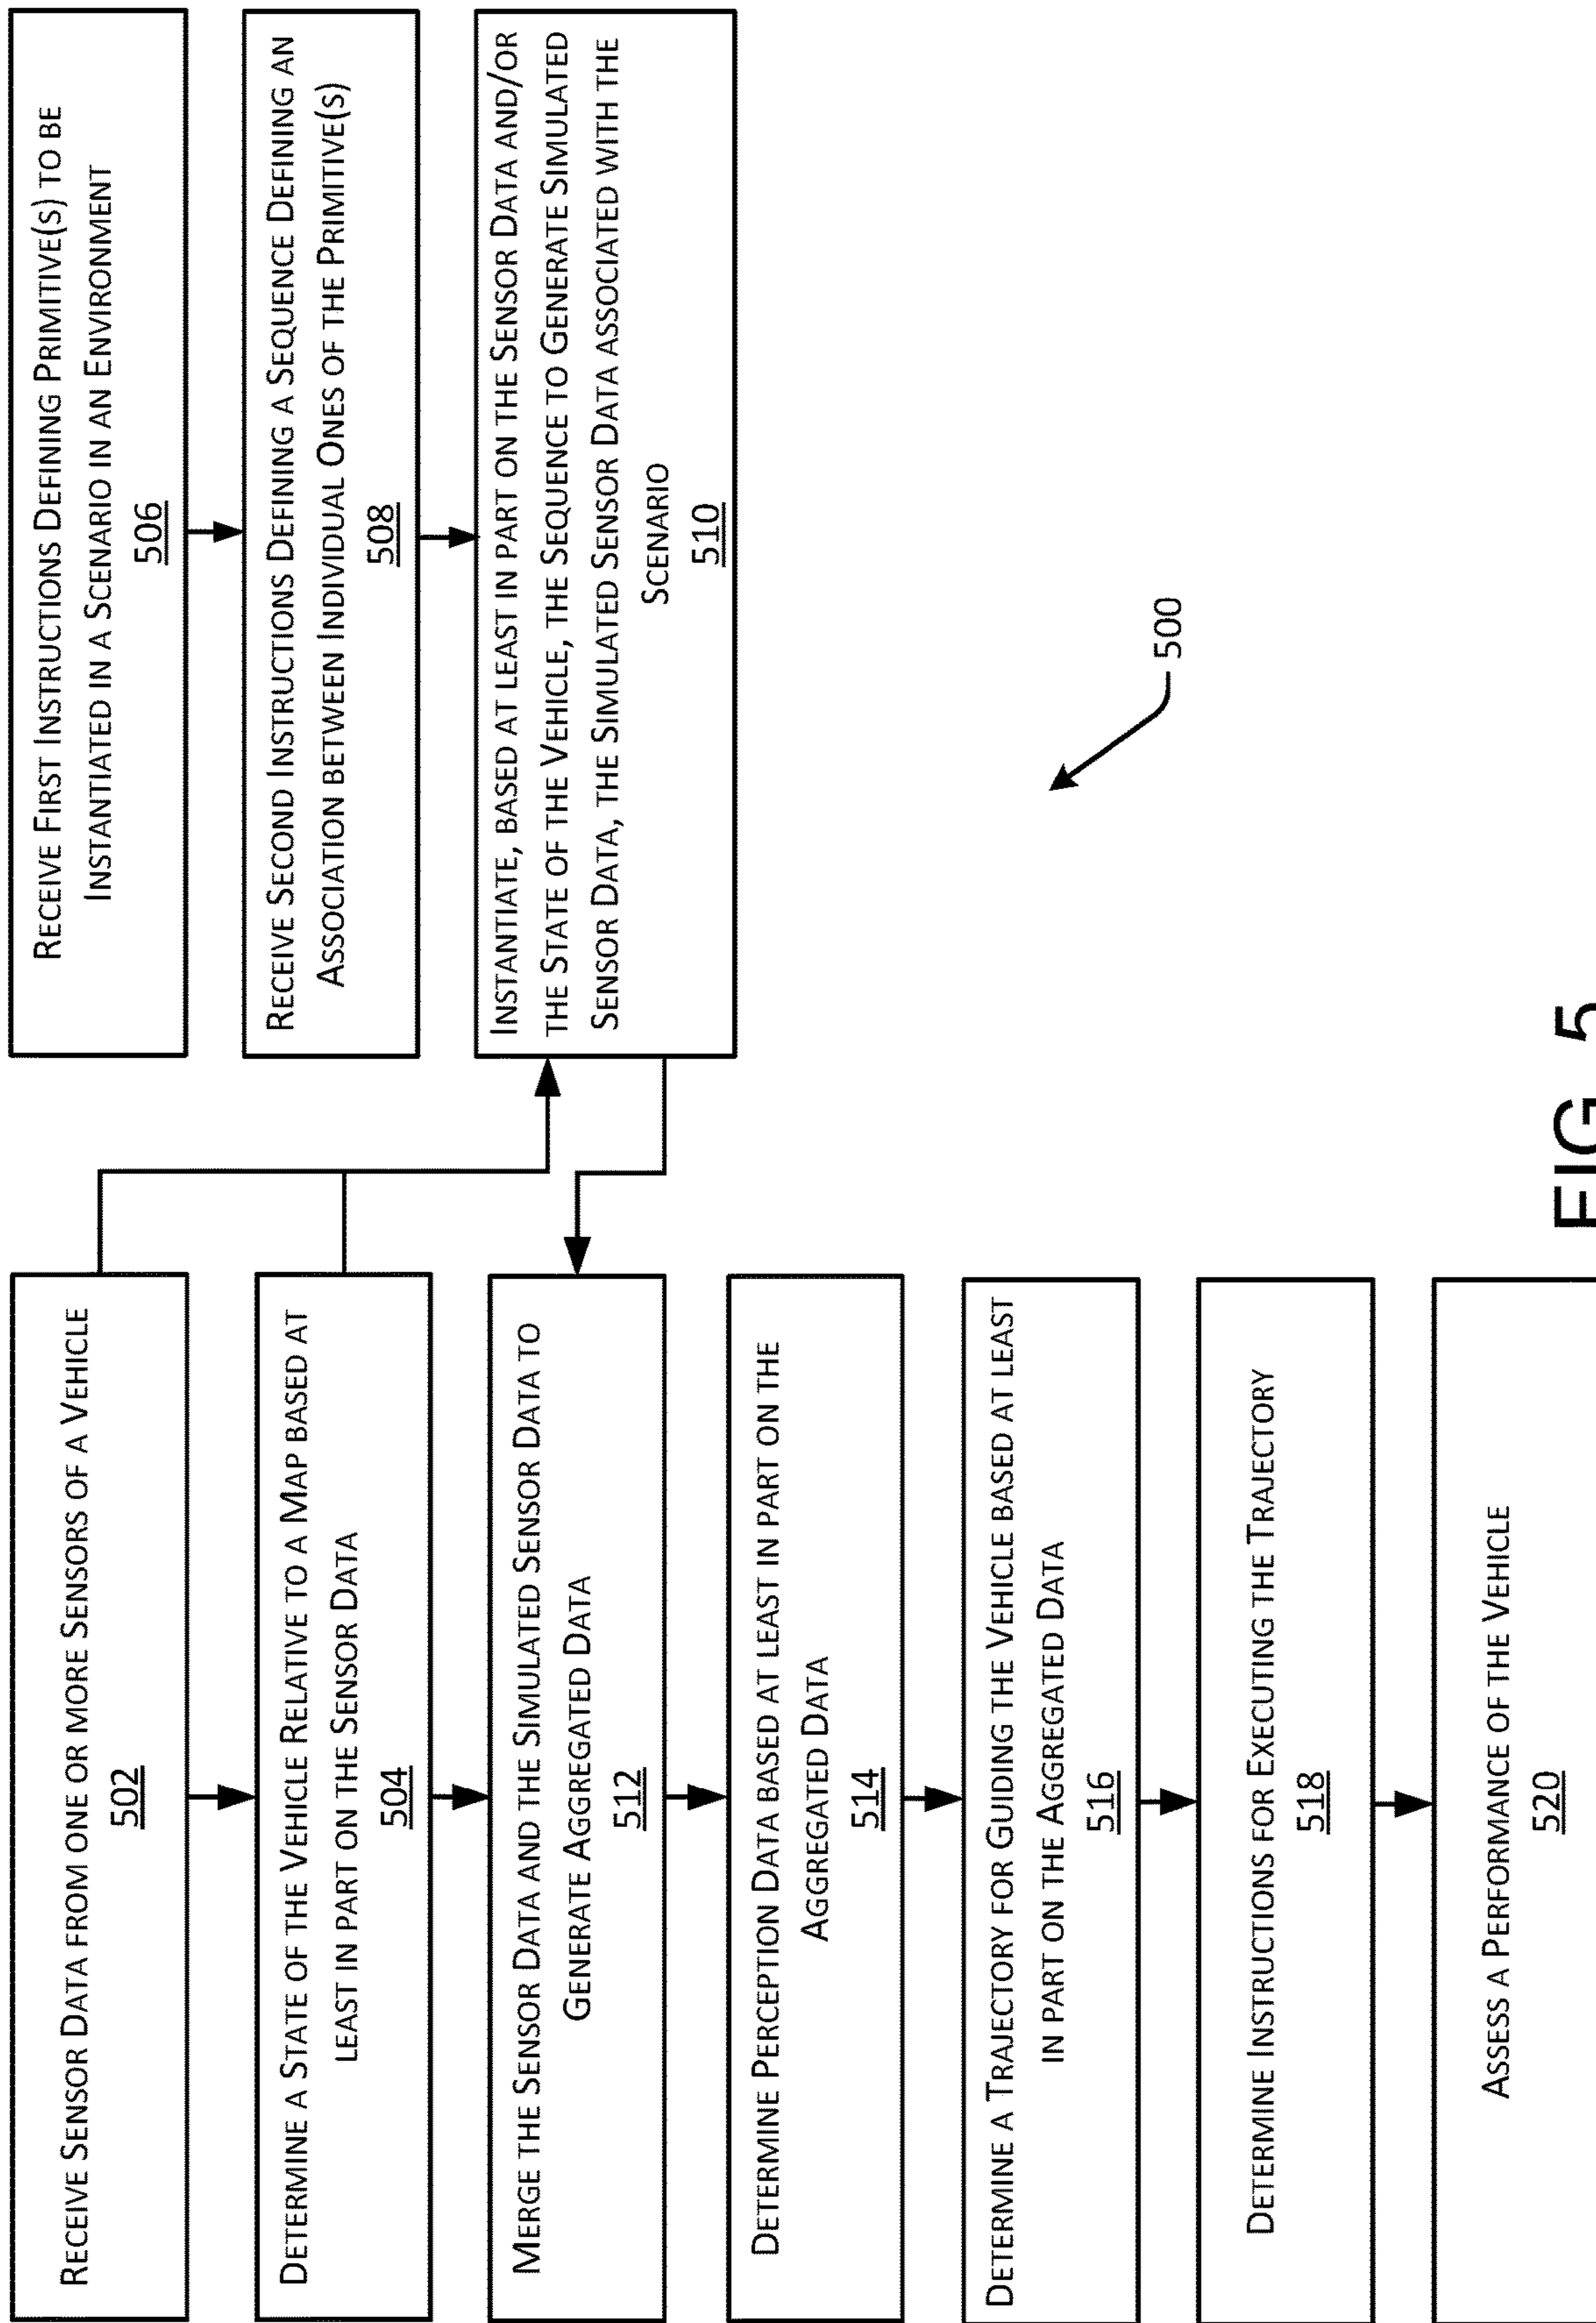 RECEIVE SENSOR DATA FROM ONE OR MORE SENSORS OF A VEHICLE
502
DETERMINE A STATE OF THE VEHICLE RELATIVE TO A MAP BASED AT
LEAST IN PART ON THE SENSOR DATA
504
MERGE THE SENSOR DATA AND THE SIMULATED SENSOR DATA TO
GENERATE AGGREGATED DATA
512
DETERMINE PERCEPTION DATA BASED AT LEAST IN PART ON THE
AGGREGATED DATA
514
DETERMINE A TRAJECTORY FOR GUIDING THE VEHICLE BASED AT LEAST
IN PART ON THE AGGREGATED DATA
516
DETERMINE INSTRUCTIONS FOR EXECUTING THE TRAJECTORY
518
ASSESS A PERFORMANCE OF THE VEHICLE
520
RECEIVE FIRST INSTRUCTIONS DEFINING PRIMITIVE(S) TO BE
INSTANTIATED IN A SCENARIO IN AN ENVIRONMENT
506
RECEIVE SECOND INSTRUCTIONS DEFINING A SEQUENCE DEFINING AN
ASSOCIATION BETWEEN INDIVIDUAL ONES OF THE PRIMITIVE(S)
508
INSTANTIATE, BASED AT LEAST IN PART ON THE SENSOR DATA AND/OR
THE STATE OF THE VEHICLE, THE SEQUENCE TO GENERATE SIMULATED
SENSOR DATA, THE SIMULATED SENSOR DATA ASSOCIATED WITH THE
SCENARIO
510
500
FIG. 5